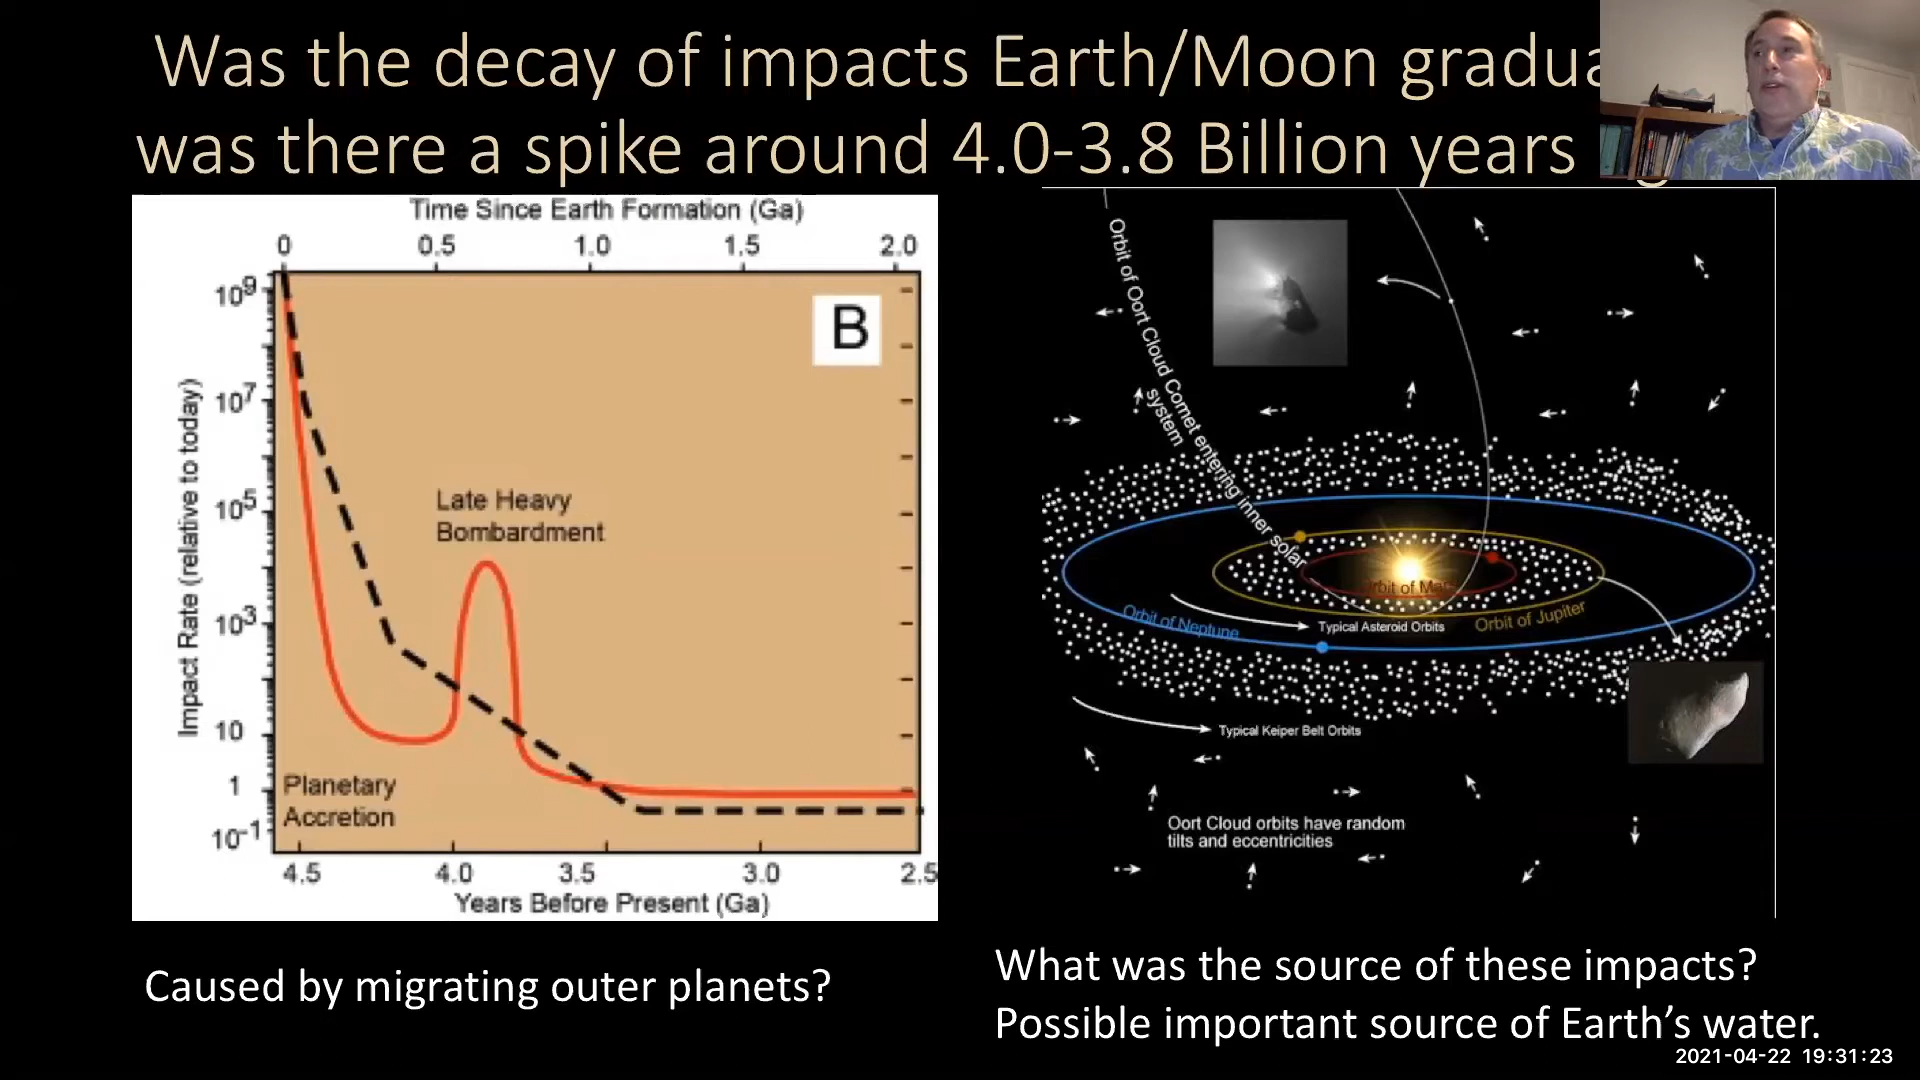 Was the decay of impacts Earth/Moon gradua
was there a spike around 4.0-3.8 Billion years
Time Since Earth Formation (Ga)
0 0.5 1.0 1.5 2.0
10⁹
10⁷
10⁵
10³
10
1
10⁻¹
Impact Rate (relative to today)
B
Late Heavy
Bombardment
Planetary
Accretion
4.5 4.0 3.5 3.0 2.5
Years Before Present (Ga)
Caused by migrating outer planets?
Orbit of Oort Cloud Comet entering inner solar
system
Orbit of Mars
Orbit of Neptune
Typical Asteroid Orbits
Orbit of Jupiter
Typical Keiper Belt Orbits
Oort Cloud orbits have random
tilts and eccentricities
What was the source of these impacts?
Possible important source of Earth's water.
2021-04-22 19:31:23